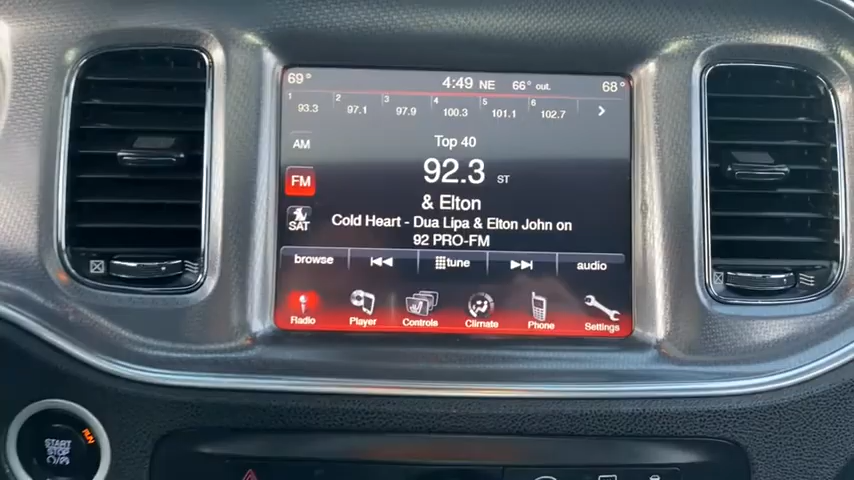 69° 4:49 NE 66° out. 68°
1 93.3 2 97.1 3 97.9 4 100.3 5 101.1 6 102.7
AM
Top 40
FM
92.3 ST
& Elton
SAT
Cold Heart - Dua Lipa & Elton John on
92 PRO-FM
browse tune audio
Radio Player Controls Climate Phone Settings
START
STOP
RUN